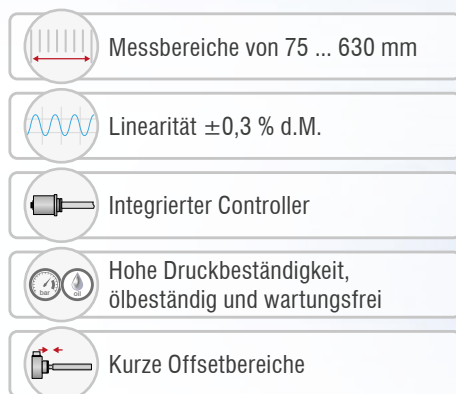 Messbereiche von 75 ... 630 mm
Linearität ±0,3 % d.M.
Integrierter Controller
bar
oil
Hohe Druckbeständigkeit,
ölbeständig und wartungsfrei
Kurze Offsetbereiche